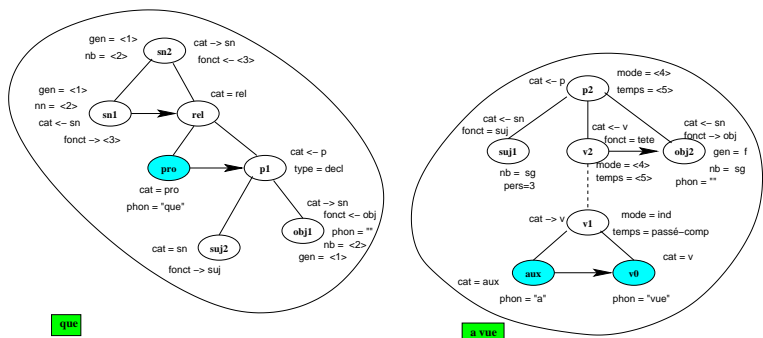 gen = <1>
nb = <2>
sn2
cat -> sn
fonct <- <3>
gen = <1>
nn = <2>
cat <- sn
fonct -> <3>
sn1
rel
cat = rel
pro
cat = pro
phon = "que"
p1
cat <- p
type = decl
suj2
cat = sn
fonct -> suj
obj1
cat -> sn
fonct <- obj
phon = ""
nb = <2>
gen = <1>
que
cat <- p
p2
mode = <4>
temps = <5>
cat <- sn
fonct = suj
suj1
nb = sg
pers=3
cat <- v
fonct = tete
v2
mode = <4>
temps = <5>
cat <- sn
fonct -> obj
obj2
gen = f
nb = sg
phon = ""
cat -> v
v1
mode = ind
temps = passé-comp
cat = aux
aux
phon = "a"
v0
cat = v
phon = "vue"
a vue